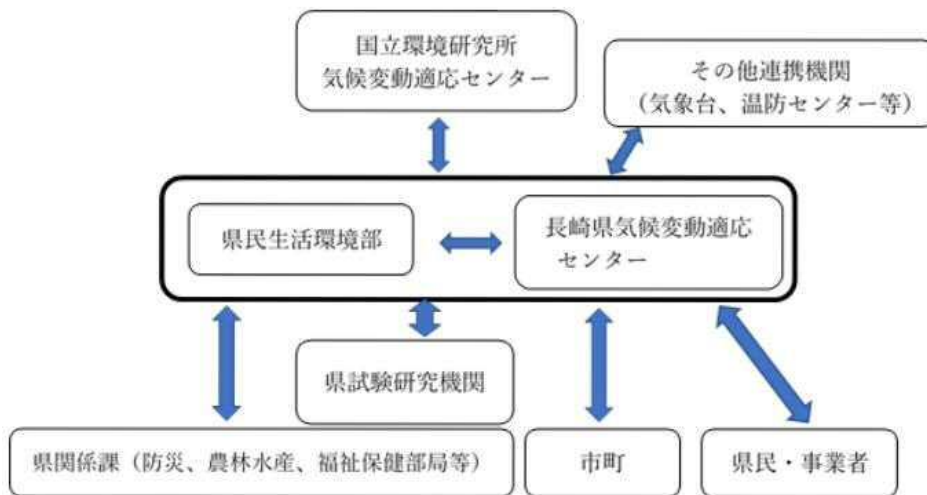 国立環境研究所
気候変動適応センター
その他連携機関
（気象台、温防センター等）
県民生活環境部
長崎県気候変動適応
センター
県試験研究機関
県関係課（防災、農林水産、福祉保健部局等）
市町
県民・事業者